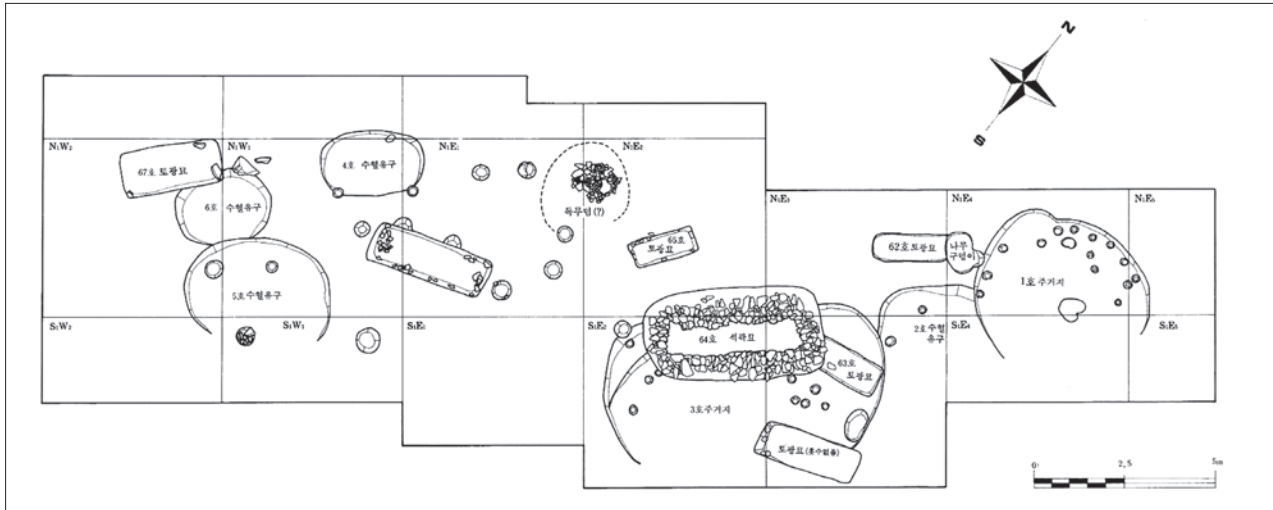 N
S
N₁W₂
N₁W₁
N₁E₁
N₁E₂
67호 토광묘
4호 수혈유구
6호 수혈유구
독무덤(?)
N₁E₃
N₁E₄
N₁E₅
65호
토광묘
62호토광묘
나무
구덩이
1호주거지
5호수혈유구
S₁W₂
S₁W₁
S₁E₁
S₁E₂
64호 석곽묘
2호수혈
유구
S₁E₄
S₁E₅
63호
토광묘
3호주거지
토광묘
0
2.5
5m